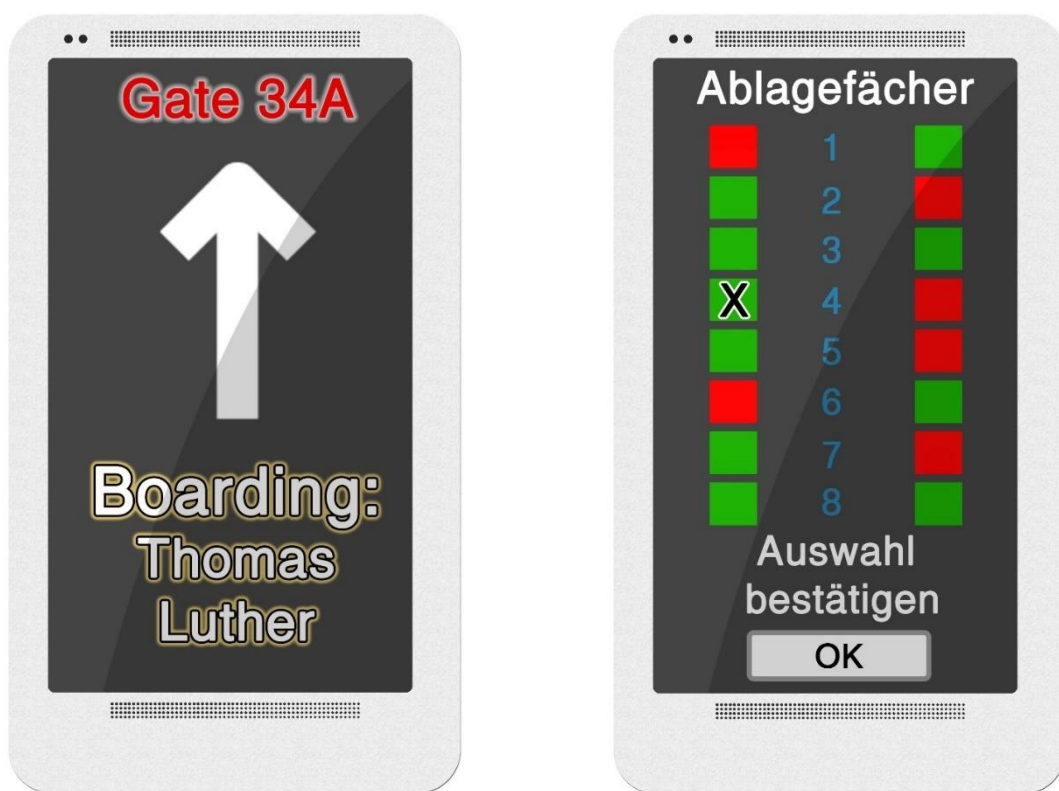 Gate 34A
Boarding:
Thomas
Luther
Ablagefächer
1
2
3
X 4
5
6
7
8
Auswahl
bestätigen
OK